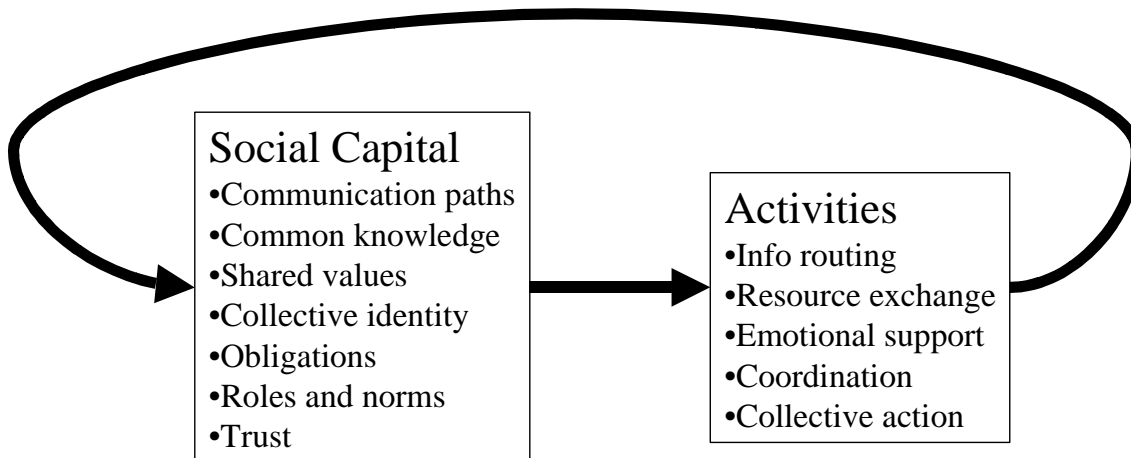 Social Capital
•Communication paths
•Common knowledge
•Shared values
•Collective identity
•Obligations
•Roles and norms
•Trust
Activities
•Info routing
•Resource exchange
•Emotional support
•Coordination
•Collective action